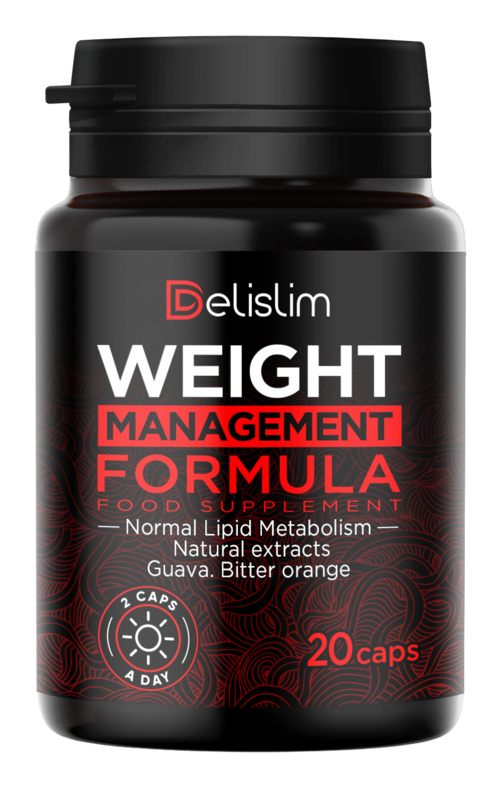 Delislim
WEIGHT
MANAGEMENT
FORMULA
FOOD SUPPLEMENT
Normal Lipid Metabolism
Natural extracts
Guava. Bitter orange
2 CAPS
A DAY
20 caps